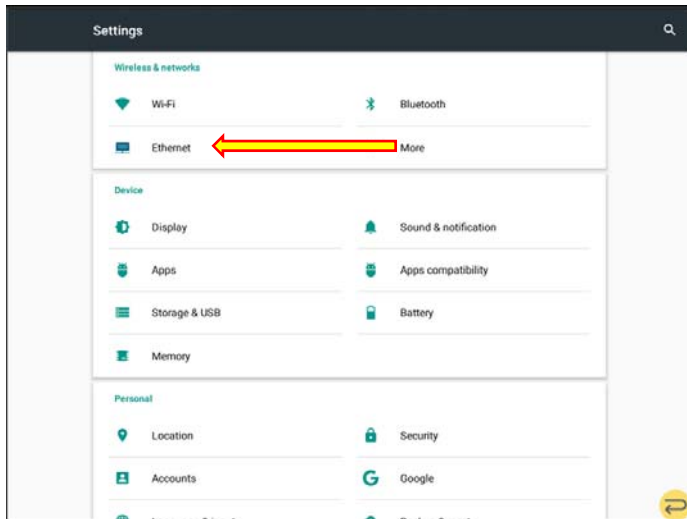 Settings
Wireless & networks
Wi-Fi
Bluetooth
Ethernet
More
Device
Display
Sound & notification
Apps
Apps compatibility
Storage & USB
Battery
Memory
Personal
Location
Security
Accounts
Google